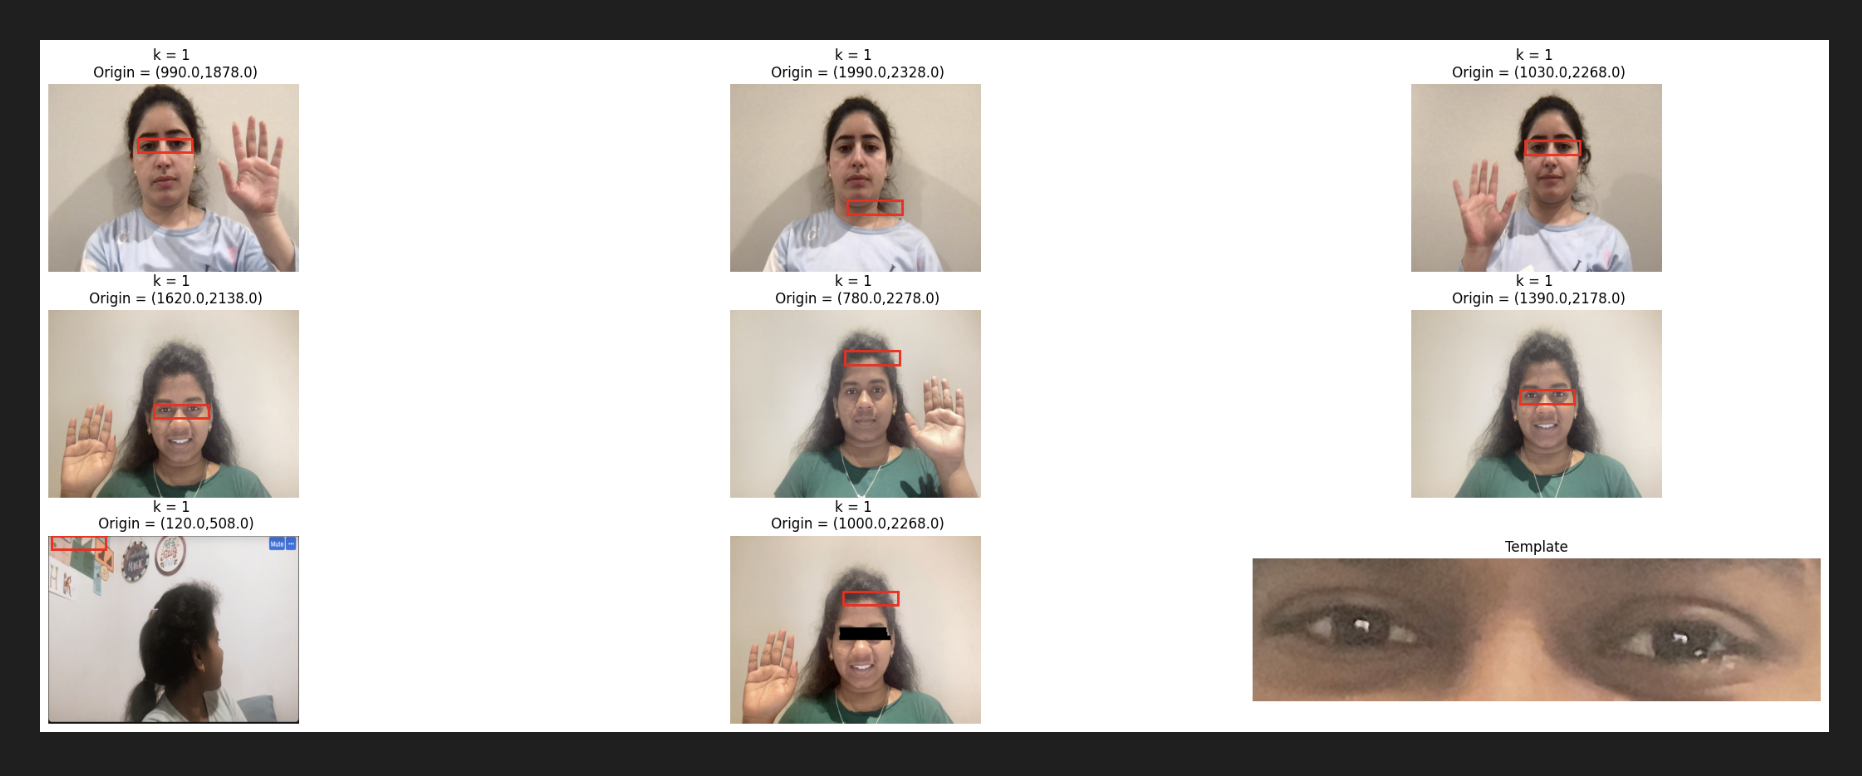 k = 1
Origin = (990.0,1878.0)
k = 1
Origin = (1990.0,2328.0)
k = 1
Origin = (1030.0,2268.0)
k = 1
Origin = (1620.0,2138.0)
k = 1
Origin = (780.0,2278.0)
k = 1
Origin = (1390.0,2178.0)
k = 1
Origin = (120.0,508.0)
Mute
MAGIC
H
k = 1
Origin = (1000.0,2268.0)
Template